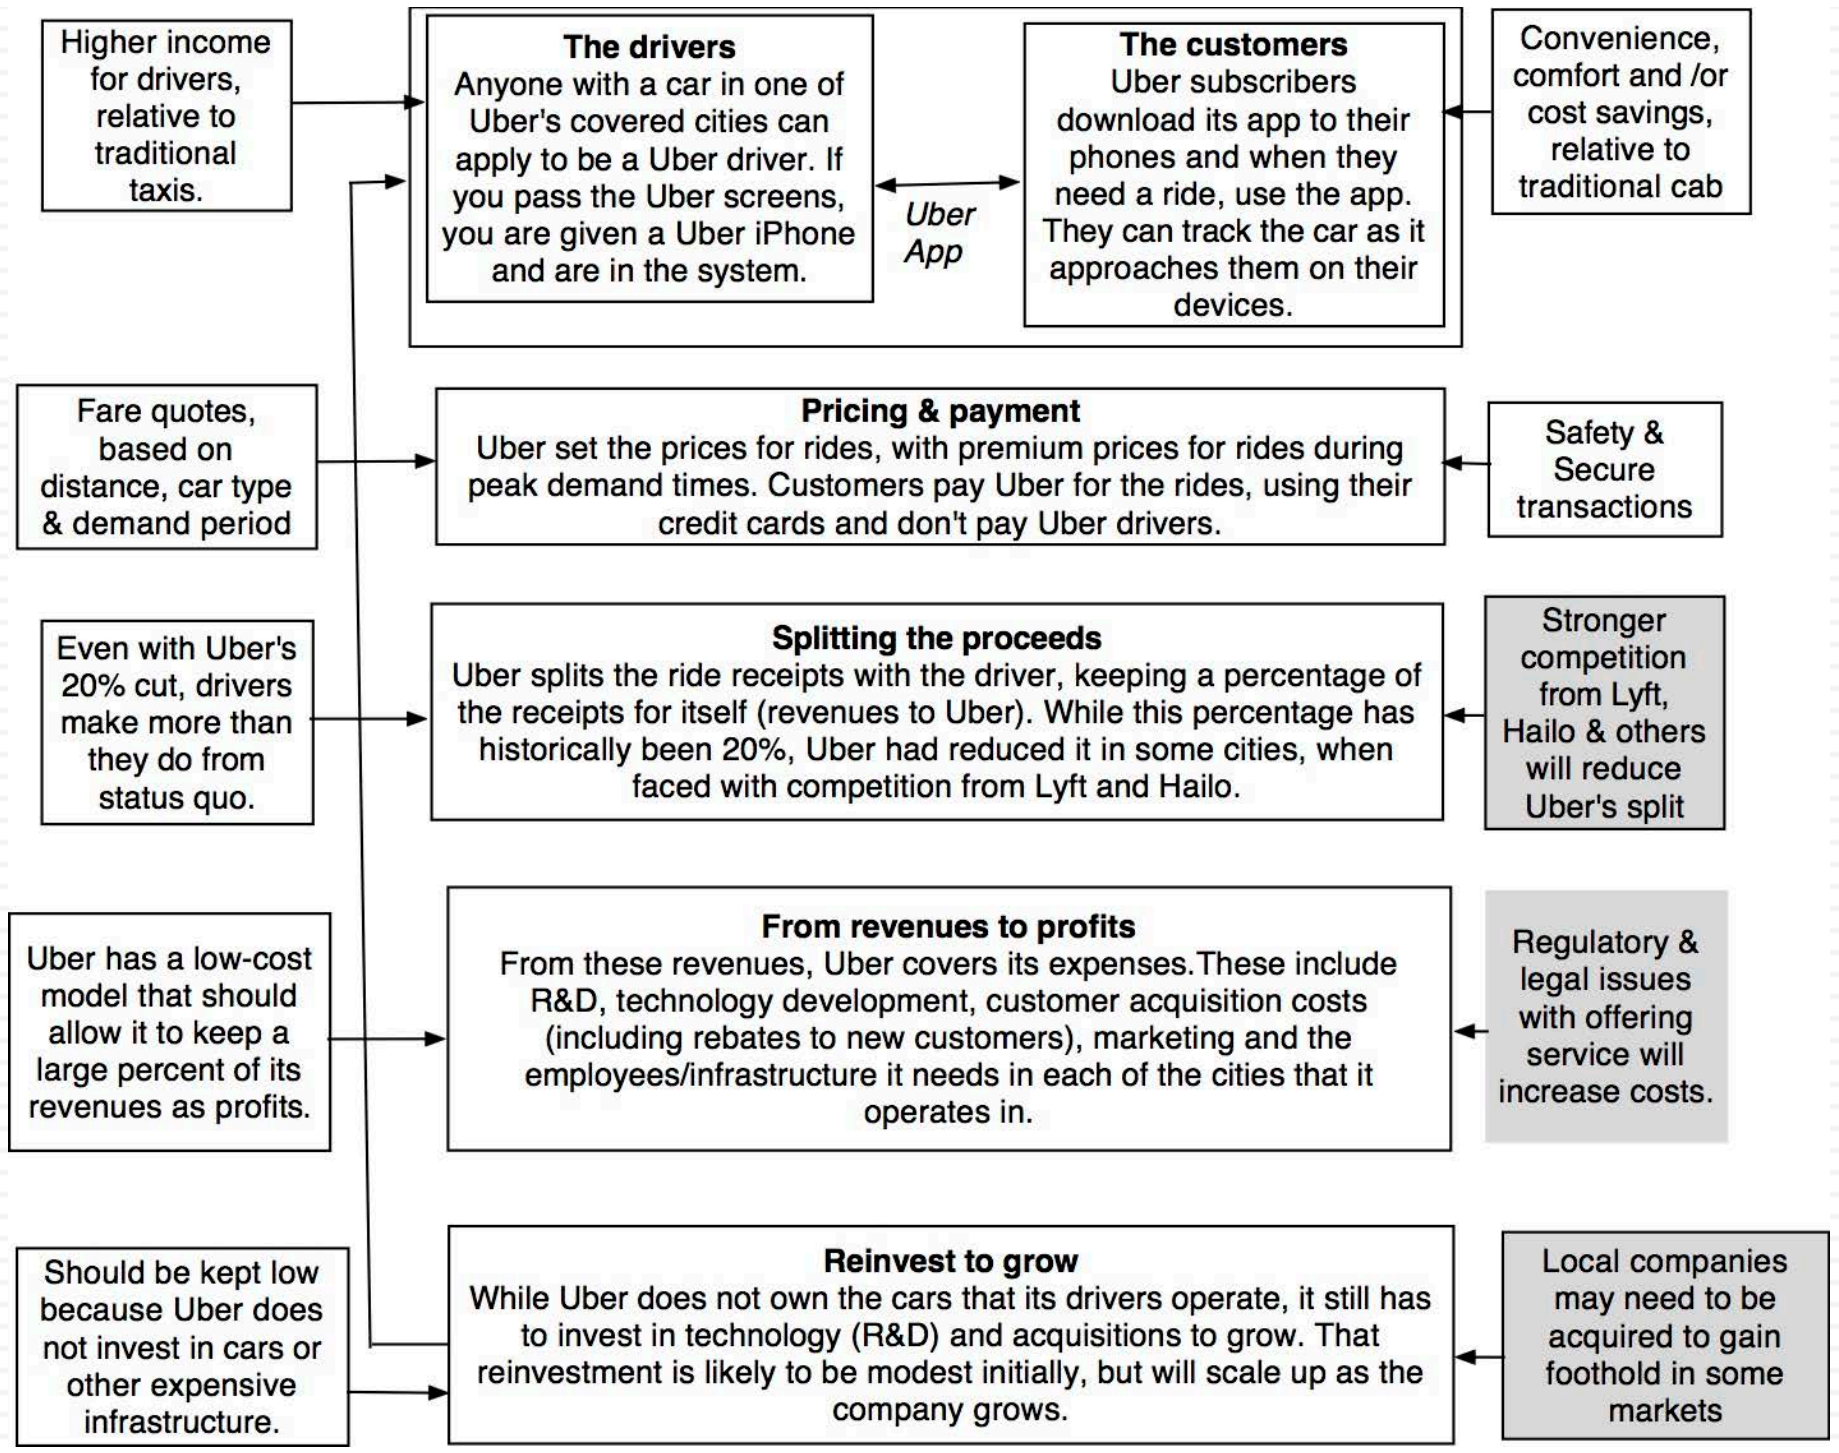 Higher income
for drivers,
relative to
traditional
taxis.
The drivers
Anyone with a car in one of
Uber's covered cities can
apply to be a Uber driver. If
you pass the Uber screens,
you are given a Uber iPhone
and are in the system.
Uber
App
The customers
Uber subscribers
download its app to their
phones and when they
need a ride, use the app.
They can track the car as it
approaches them on their
devices.
Convenience,
comfort and /or
cost savings,
relative to
traditional cab
Fare quotes,
based on
distance, car type
& demand period
Pricing & payment
Uber set the prices for rides, with premium prices for rides during
peak demand times. Customers pay Uber for the rides, using their
credit cards and don't pay Uber drivers.
Safety &
Secure
transactions
Even with Uber's
20% cut, drivers
make more than
they do from
status quo.
Splitting the proceeds
Uber splits the ride receipts with the driver, keeping a percentage of
the receipts for itself (revenues to Uber). While this percentage has
historically been 20%, Uber had reduced it in some cities, when
faced with competition from Lyft and Hailo.
Stronger
competition
from Lyft,
Hailo & others
will reduce
Uber's split
Uber has a low-cost
model that should
allow it to keep a
large percent of its
revenues as profits.
From revenues to profits
From these revenues, Uber covers its expenses.These include
R&D, technology development, customer acquisition costs
(including rebates to new customers), marketing and the
employees/infrastructure it needs in each of the cities that it
operates in.
Regulatory &
legal issues
with offering
service will
increase costs.
Should be kept low
because Uber does
not invest in cars or
other expensive
infrastructure.
Reinvest to grow
While Uber does not own the cars that its drivers operate, it still has
to invest in technology (R&D) and acquisitions to grow. That
reinvestment is likely to be modest initially, but will scale up as the
company grows.
Local companies
may need to be
acquired to gain
foothold in some
markets